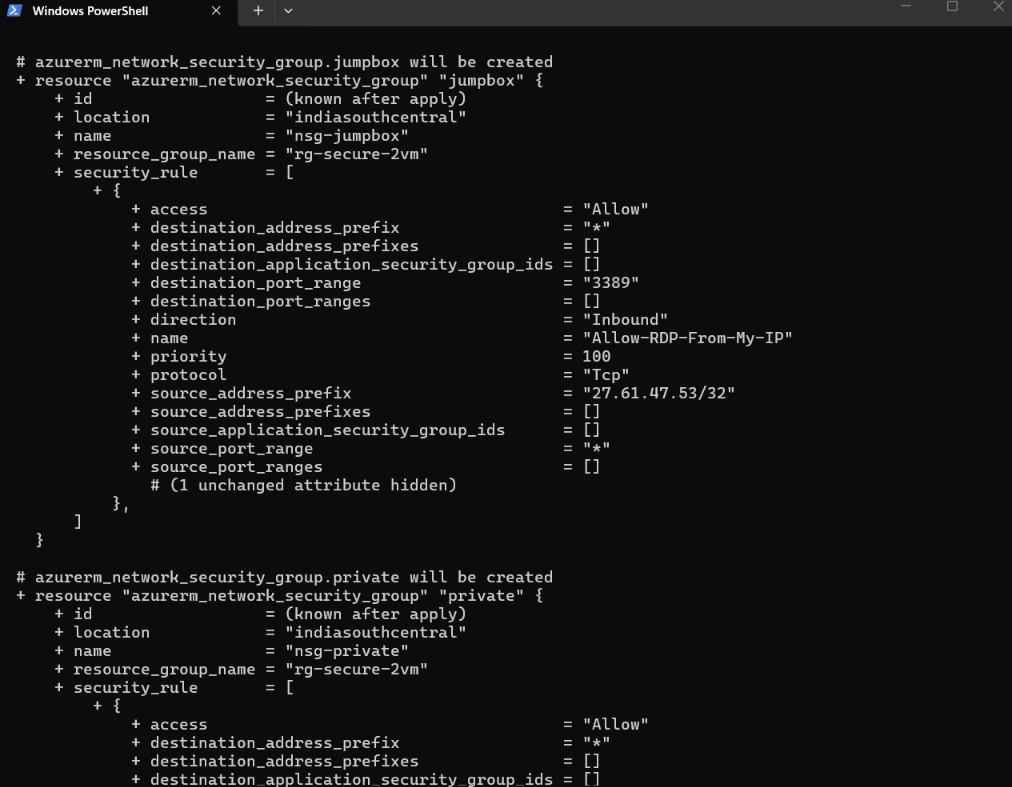 Windows PowerShell
# azurerm_network_security_group.jumpbox will be created
+ resource "azurerm_network_security_group" "jumpbox" {
    + id                  = (known after apply)
    + location            = "indiasouthcentral"
    + name                = "nsg-jumpbox"
    + resource_group_name = "rg-secure-2vm"
    + security_rule       = [
        + {
            + access                                     = "Allow"
            + destination_address_prefix                 = "*"
            + destination_address_prefixes               = []
            + destination_application_security_group_ids = []
            + destination_port_range                     = "3389"
            + destination_port_ranges                    = []
            + direction                                  = "Inbound"
            + name                                       = "Allow-RDP-From-My-IP"
            + priority                                   = 100
            + protocol                                   = "Tcp"
            + source_address_prefix                      = "27.61.47.53/32"
            + source_address_prefixes                    = []
            + source_application_security_group_ids      = []
            + source_port_range                          = "*"
            + source_port_ranges                         = []
              # (1 unchanged attribute hidden)
          },
      ]
  }
# azurerm_network_security_group.private will be created
+ resource "azurerm_network_security_group" "private" {
    + id                  = (known after apply)
    + location            = "indiasouthcentral"
    + name                = "nsg-private"
    + resource_group_name = "rg-secure-2vm"
    + security_rule       = [
        + {
            + access                                     = "Allow"
            + destination_address_prefix                 = "*"
            + destination_address_prefixes               = []
            + destination_application_security_group_ids = []